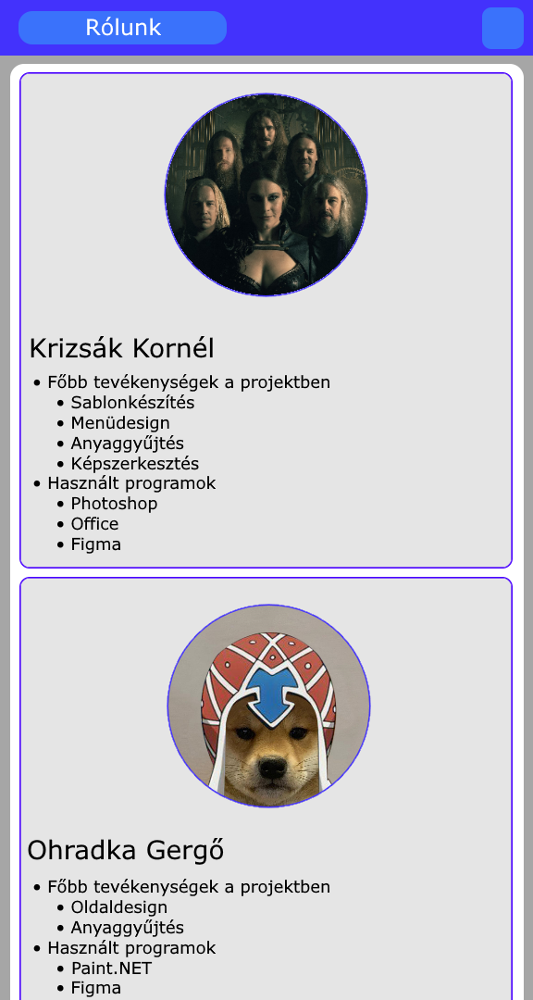 Rólunk
Krizsák Kornél
• Főbb tevékenységek a projektben
• Sablonkészítés
• Menüdesign
• Anyaggyűjtés
• Képszerkesztés
• Használt programok
• Photoshop
• Office
• Figma
Ohradka Gergő
• Főbb tevékenységek a projektben
• Oldaldesign
• Anyaggyűjtés
• Használt programok
• Paint.NET
• Figma